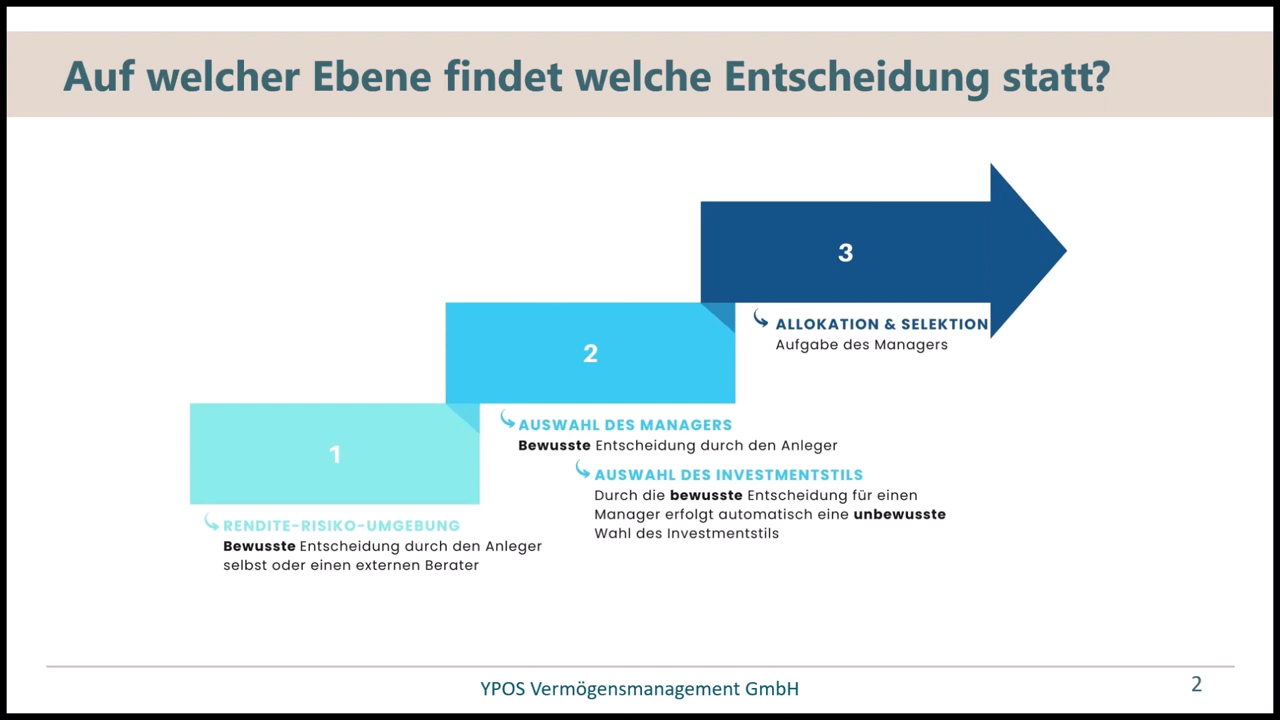 Auf welcher Ebene findet welche Entscheidung statt?
3
ALLOKATION & SELEKTION
Aufgabe des Managers
2
AUSWAHL DES MANAGERS
Bewusste Entscheidung durch den Anleger
AUSWAHL DES INVESTMENTSTILS
Durch die bewusste Entscheidung für einen
Manager erfolgt automatisch eine unbewusste
Wahl des Investmentstils
1
RENDITE-RISIKO-UMGEBUNG
Bewusste Entscheidung durch den Anleger
selbst oder einen externen Berater
YPOS Vermögensmanagement GmbH
2